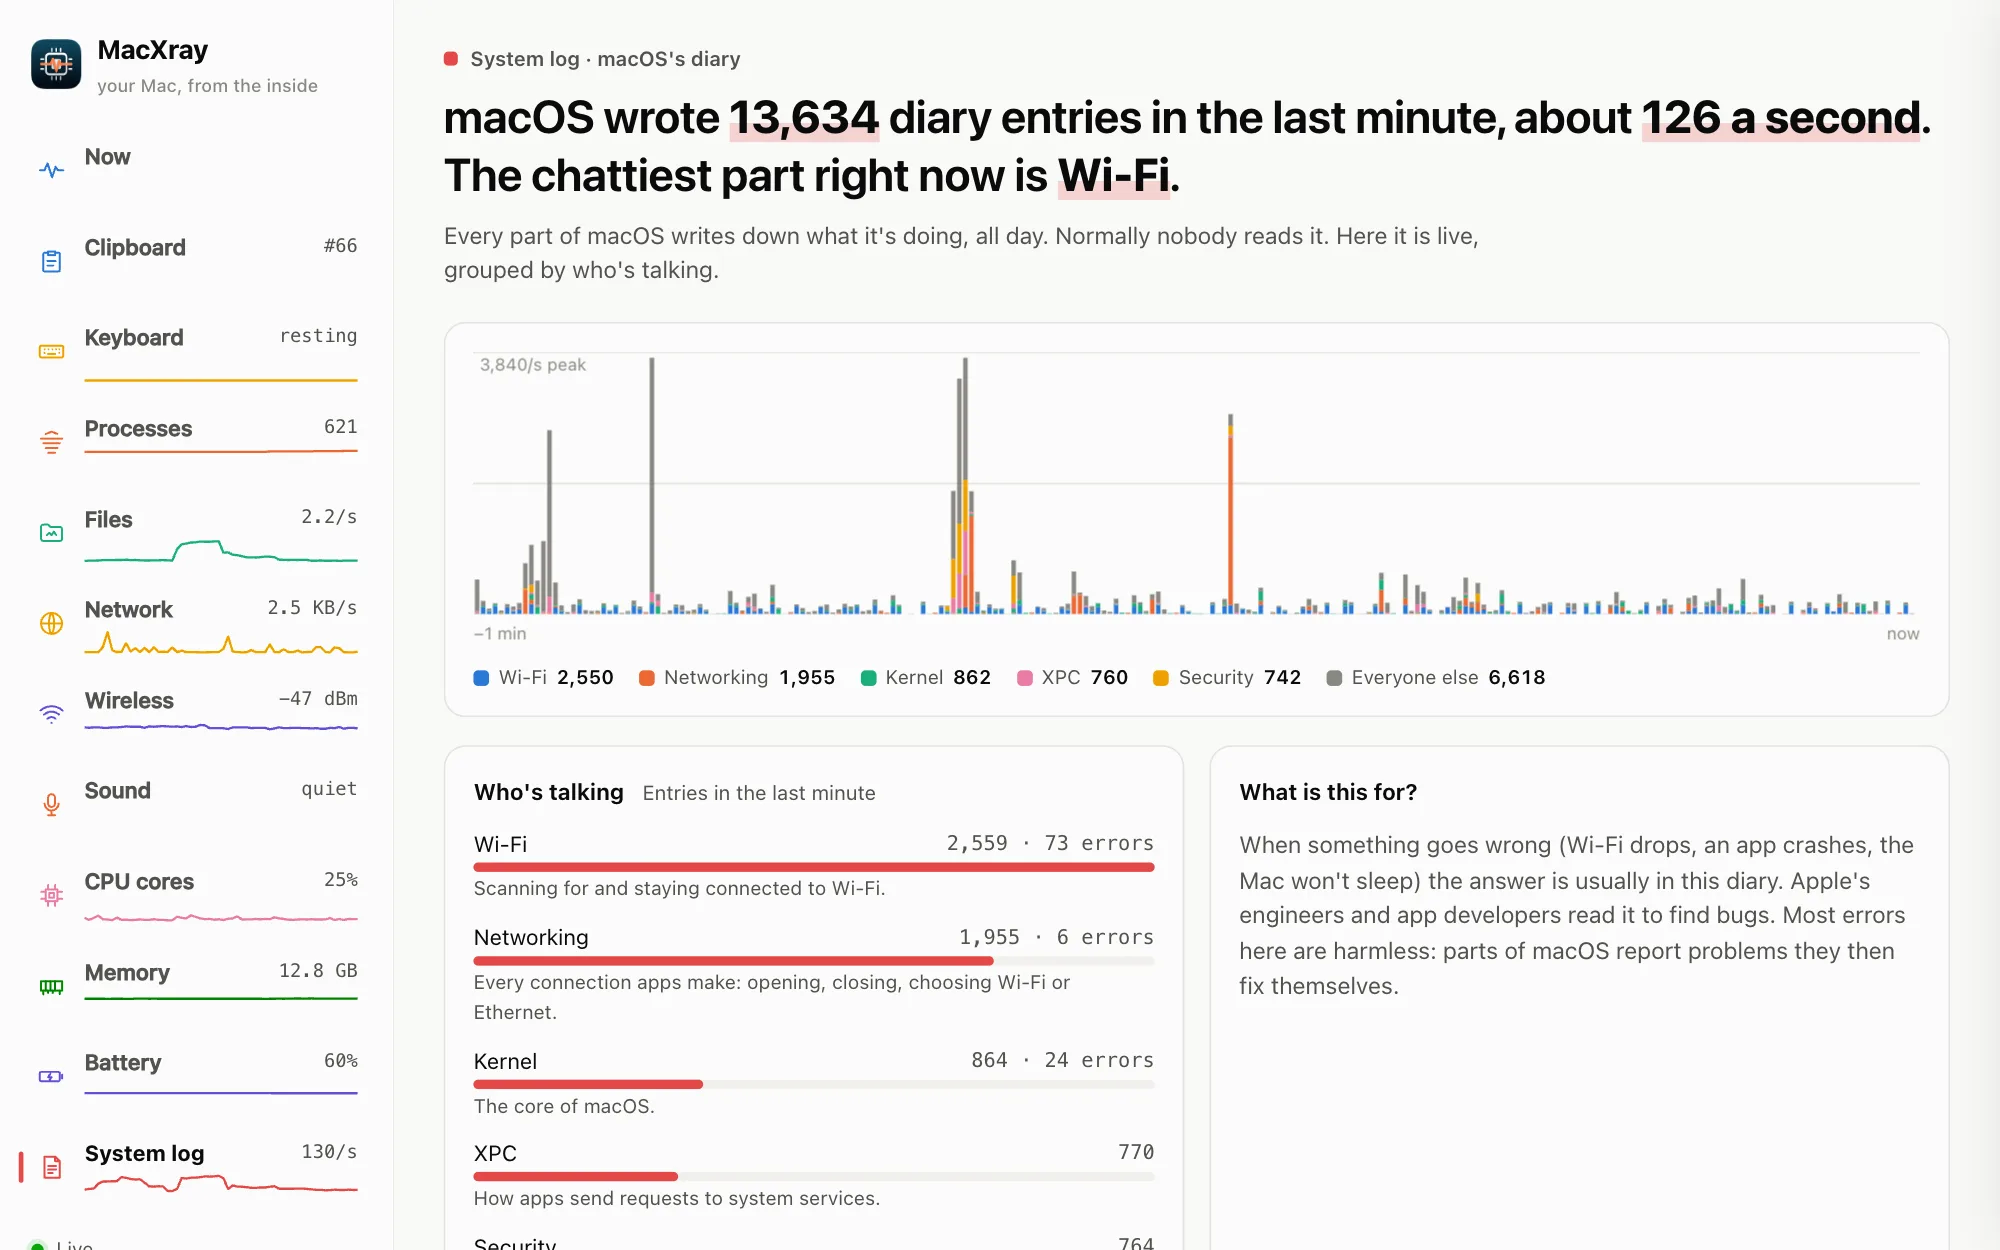 MacXray
your Mac, from the inside
Now
Clipboard #66
Keyboard resting
Processes 621
Files 2.2/s
Network 2.5 KB/s
Wireless −47 dBm
Sound quiet
CPU cores 25%
Memory 12.8 GB
Battery 60%
System log 130/s
Live
System log · macOS's diary
macOS wrote 13,634 diary entries in the last minute, about 126 a second.
The chattiest part right now is Wi-Fi.
Every part of macOS writes down what it's doing, all day. Normally nobody reads it. Here it is live,
grouped by who's talking.
3,840/s peak
−1 min now
Wi-Fi 2,550 Networking 1,955 Kernel 862 XPC 760 Security 742 Everyone else 6,618
Who's talking Entries in the last minute
Wi-Fi 2,559 · 73 errors
Scanning for and staying connected to Wi-Fi.
Networking 1,955 · 6 errors
Every connection apps make: opening, closing, choosing Wi-Fi or
Ethernet.
Kernel 864 · 24 errors
The core of macOS.
XPC 770
How apps send requests to system services.
Security 764
What is this for?
When something goes wrong (Wi-Fi drops, an app crashes, the
Mac won't sleep) the answer is usually in this diary. Apple's
engineers and app developers read it to find bugs. Most errors
here are harmless: parts of macOS report problems they then
fix themselves.